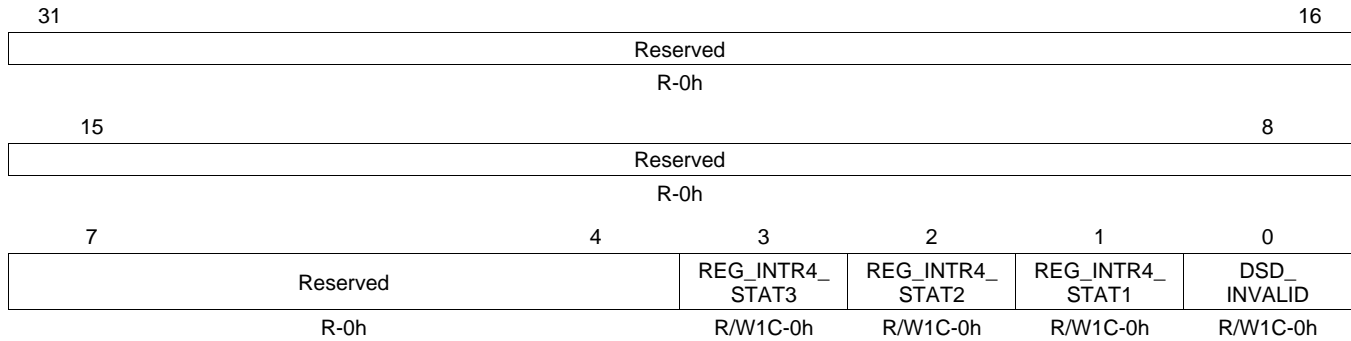 31 16
Reserved
R-0h
15 8
Reserved
R-0h
7 4 3 2 1 0
Reserved REG_INTR4_ REG_INTR4_ REG_INTR4_ DSD_
STAT3 STAT2 STAT1 INVALID
R-0h R/W1C-0h R/W1C-0h R/W1C-0h R/W1C-0h